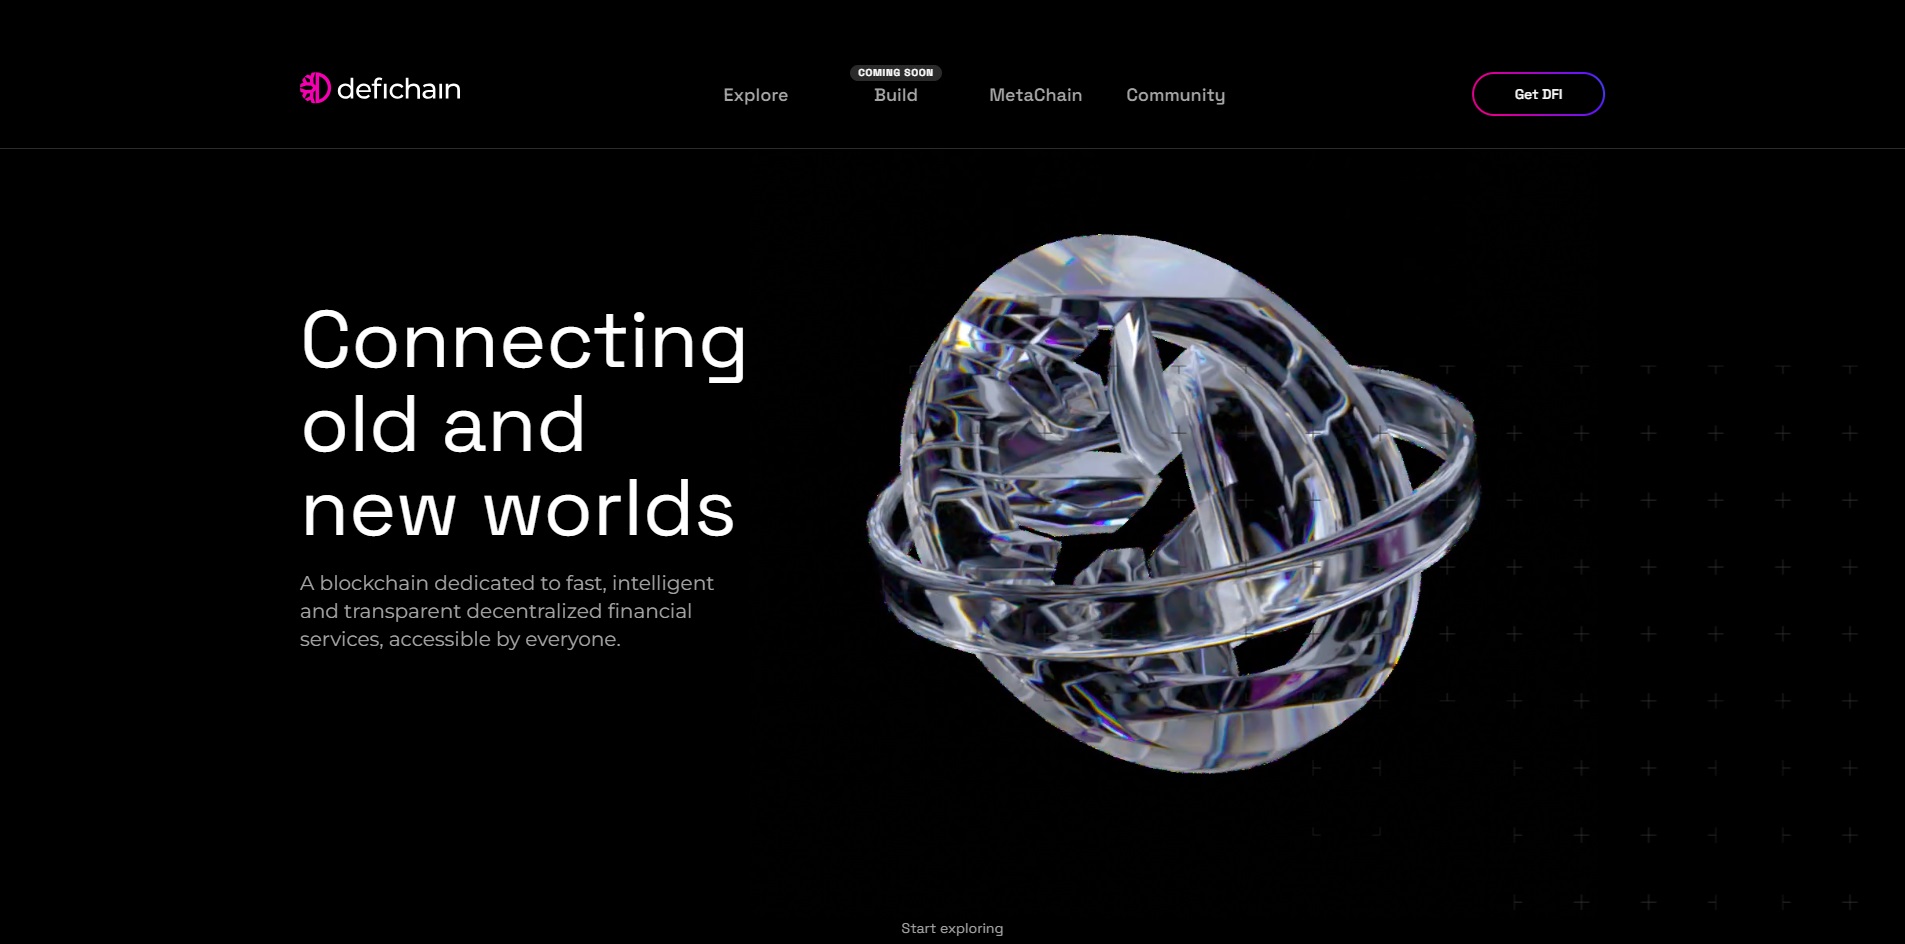 defichain
Explore
COMING SOON
Build
MetaChain
Community
Get DFI
Connecting
old and
new worlds
A blockchain dedicated to fast, intelligent
and transparent decentralized financial
services, accessible by everyone.
Start exploring